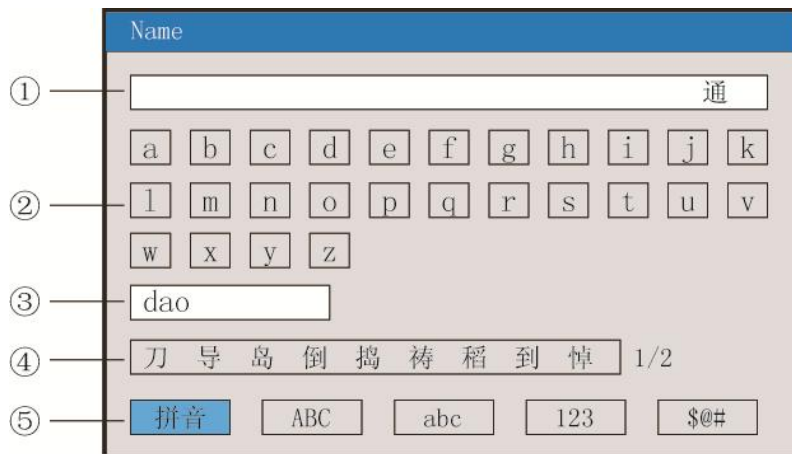 Name
① 通
a b c d e f g h i j k
② l m n o p q r s t u v
w x y z
③ dao
④ 刀 导 岛 倒 捣 祷 稻 到 悼 1/2
⑤ 拼音 ABC abc 123 $@#